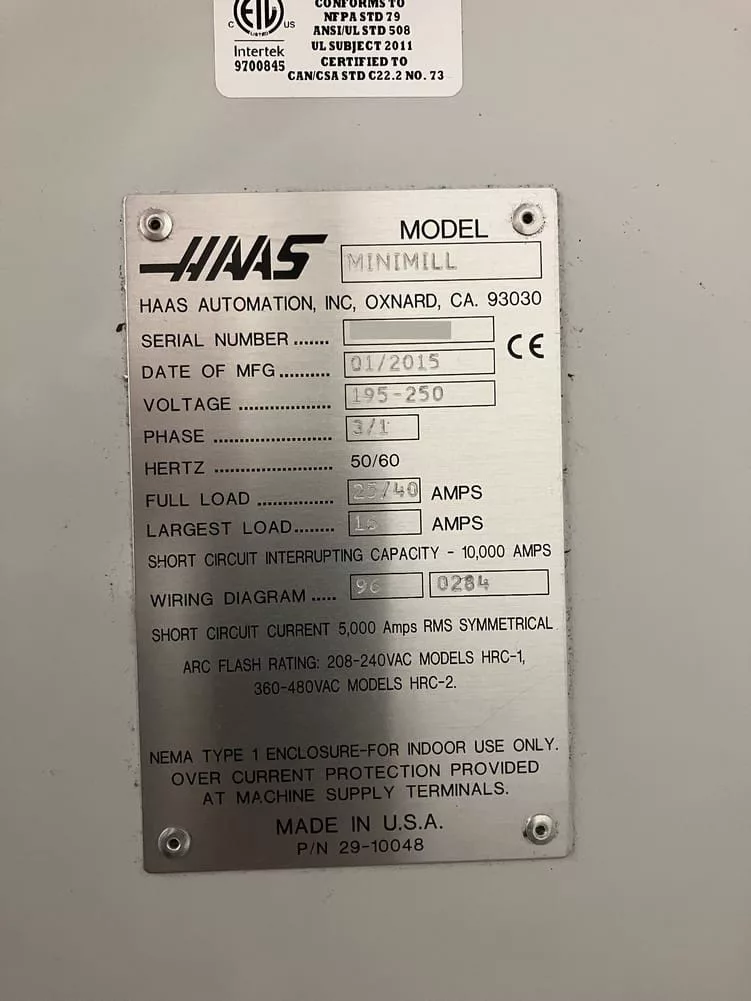 CONFORMS TO
NFPA STD 79
ANSI/UL STD 508
UL SUBJECT 2011
CERTIFIED TO
CAN/CSA STD C22.2 NO. 73
C ETL US
LISTED
Intertek
9700845
HAAS
MODEL
MINIMILL
HAAS AUTOMATION, INC, OXNARD, CA. 93030
SERIAL NUMBER .......
CE
DATE OF MFG.......... 01/2015
VOLTAGE .................. 195-250
PHASE ....................... 3/1
HERTZ ....................... 50/60
FULL LOAD ............... 25/40 AMPS
LARGEST LOAD........ AMPS
SHORT CIRCUIT INTERRUPTING CAPACITY - 10,000 AMPS
WIRING DIAGRAM ..... 96 0284
SHORT CIRCUIT CURRENT 5,000 Amps RMS SYMMETRICAL
ARC FLASH RATING: 208-240VAC MODELS HRC-1,
360-480VAC MODELS HRC-2.
NEMA TYPE 1 ENCLOSURE-FOR INDOOR USE ONLY.
OVER CURRENT PROTECTION PROVIDED
AT MACHINE SUPPLY TERMINALS.
MADE IN U.S.A.
P/N 29-10048